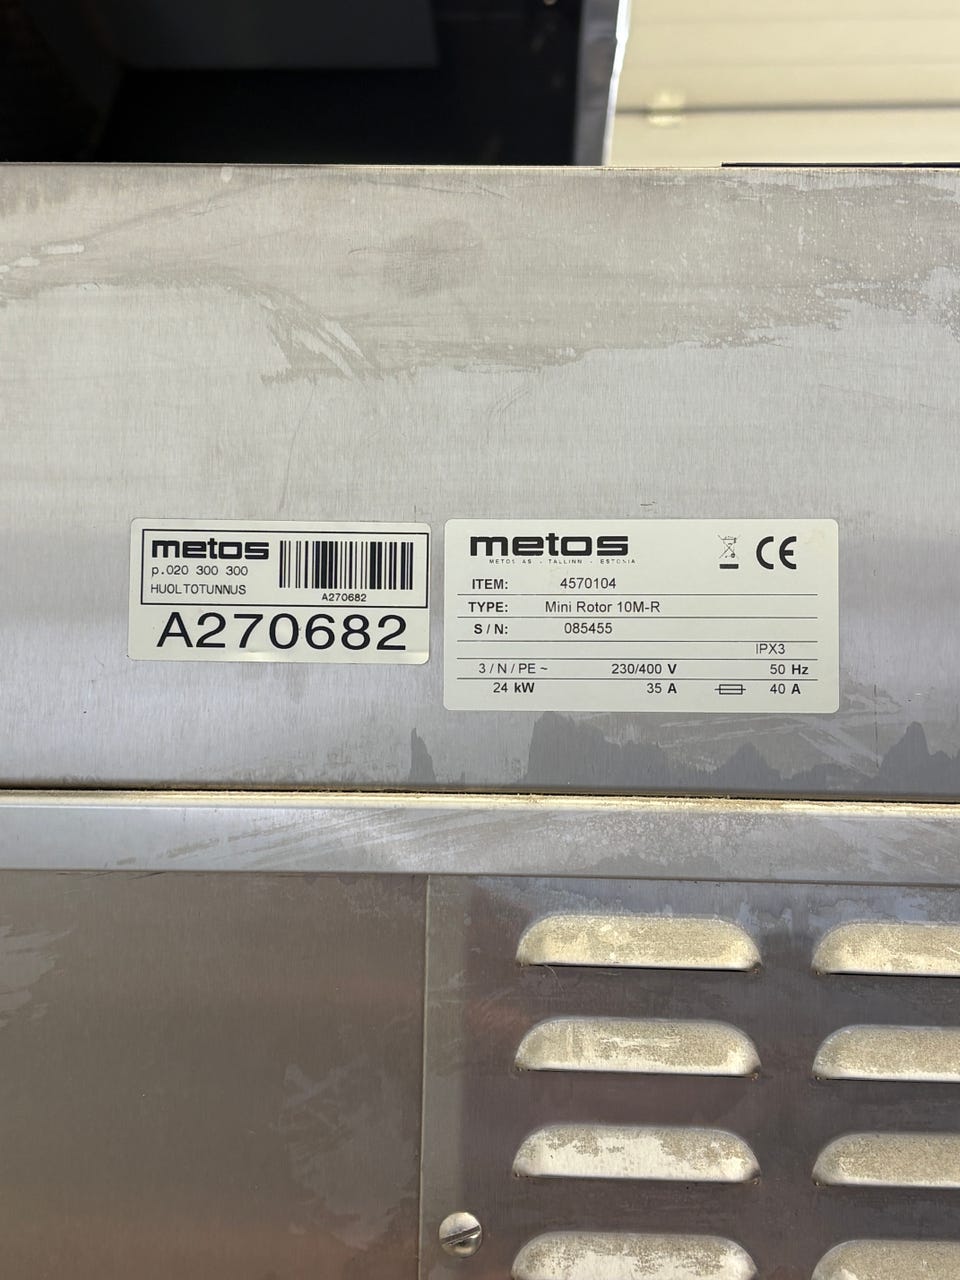 metos
p.020 300 300
HUOLTOTUNNUS
A270682
A270682
metos
METOS AS - TALLINN - ESTONIA
ITEM: 4570104
TYPE: Mini Rotor 10M-R
S / N: 085455
IPX3
3 / N / PE ~ 230/400 V 50 Hz
24 kW 35 A 40 A
CE